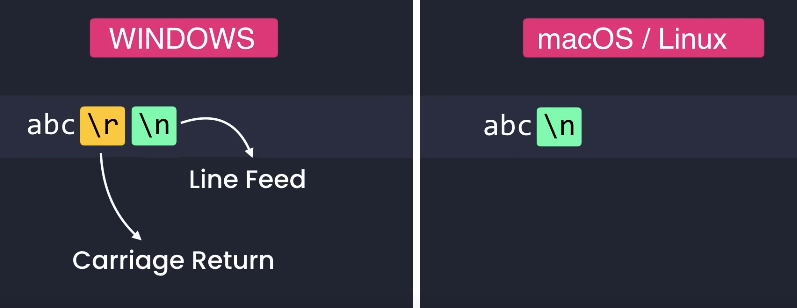 WINDOWS
abc\r\n
Line Feed
Carriage Return
macOS / Linux
abc\n